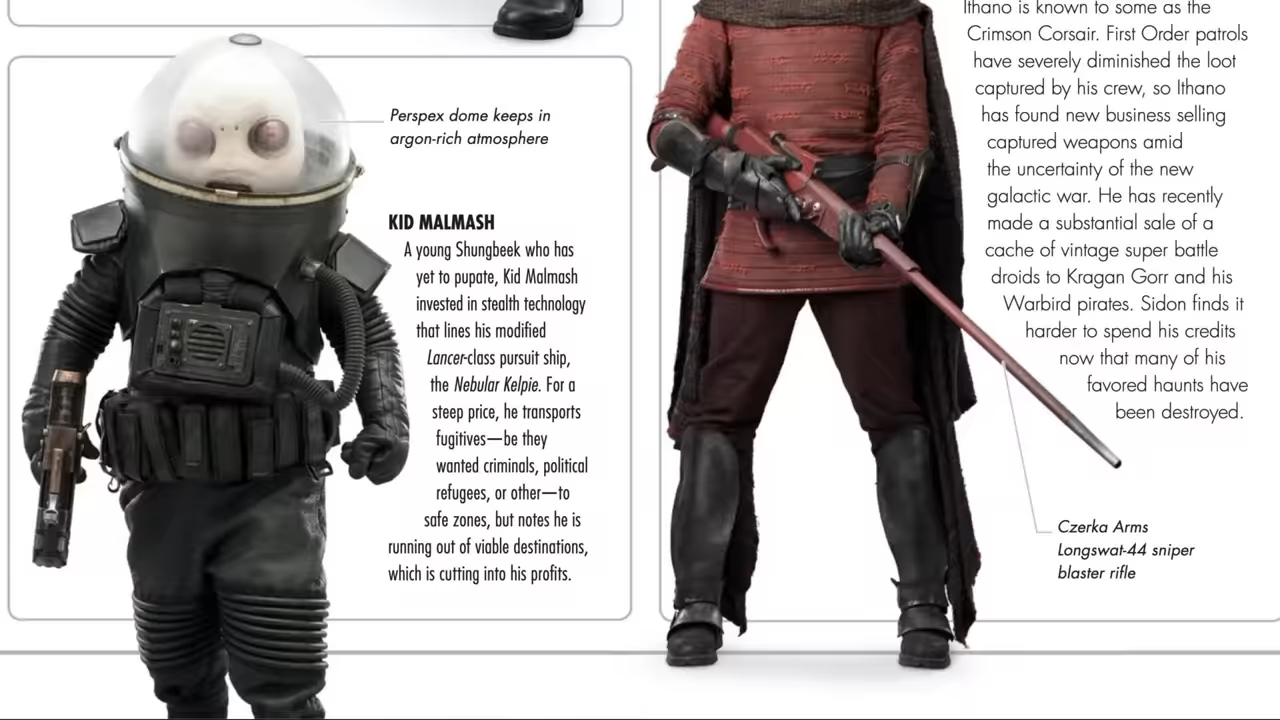 Perspex dome keeps in
argon-rich atmosphere
KID MALMASH
A young Shungbeek who has
yet to pupate, Kid Malmash
invested in stealth technology
that lines his modified
Lancer-class pursuit ship,
the Nebular Kelpie. For a
steep price, he transports
fugitives—be they
wanted criminals, political
refugees, or other—to
safe zones, but notes he is
running out of viable destinations,
which is cutting into his profits.
Ithano is known to some as the
Crimson Corsair. First Order patrols
have severely diminished the loot
captured by his crew, so Ithano
has found new business selling
captured weapons amid
the uncertainty of the new
galactic war. He has recently
made a substantial sale of a
cache of vintage super battle
droids to Kragan Gorr and his
Warbird pirates. Sidon finds it
harder to spend his credits
now that many of his
favored haunts have
been destroyed.
Czerka Arms
Longswat-44 sniper
blaster rifle